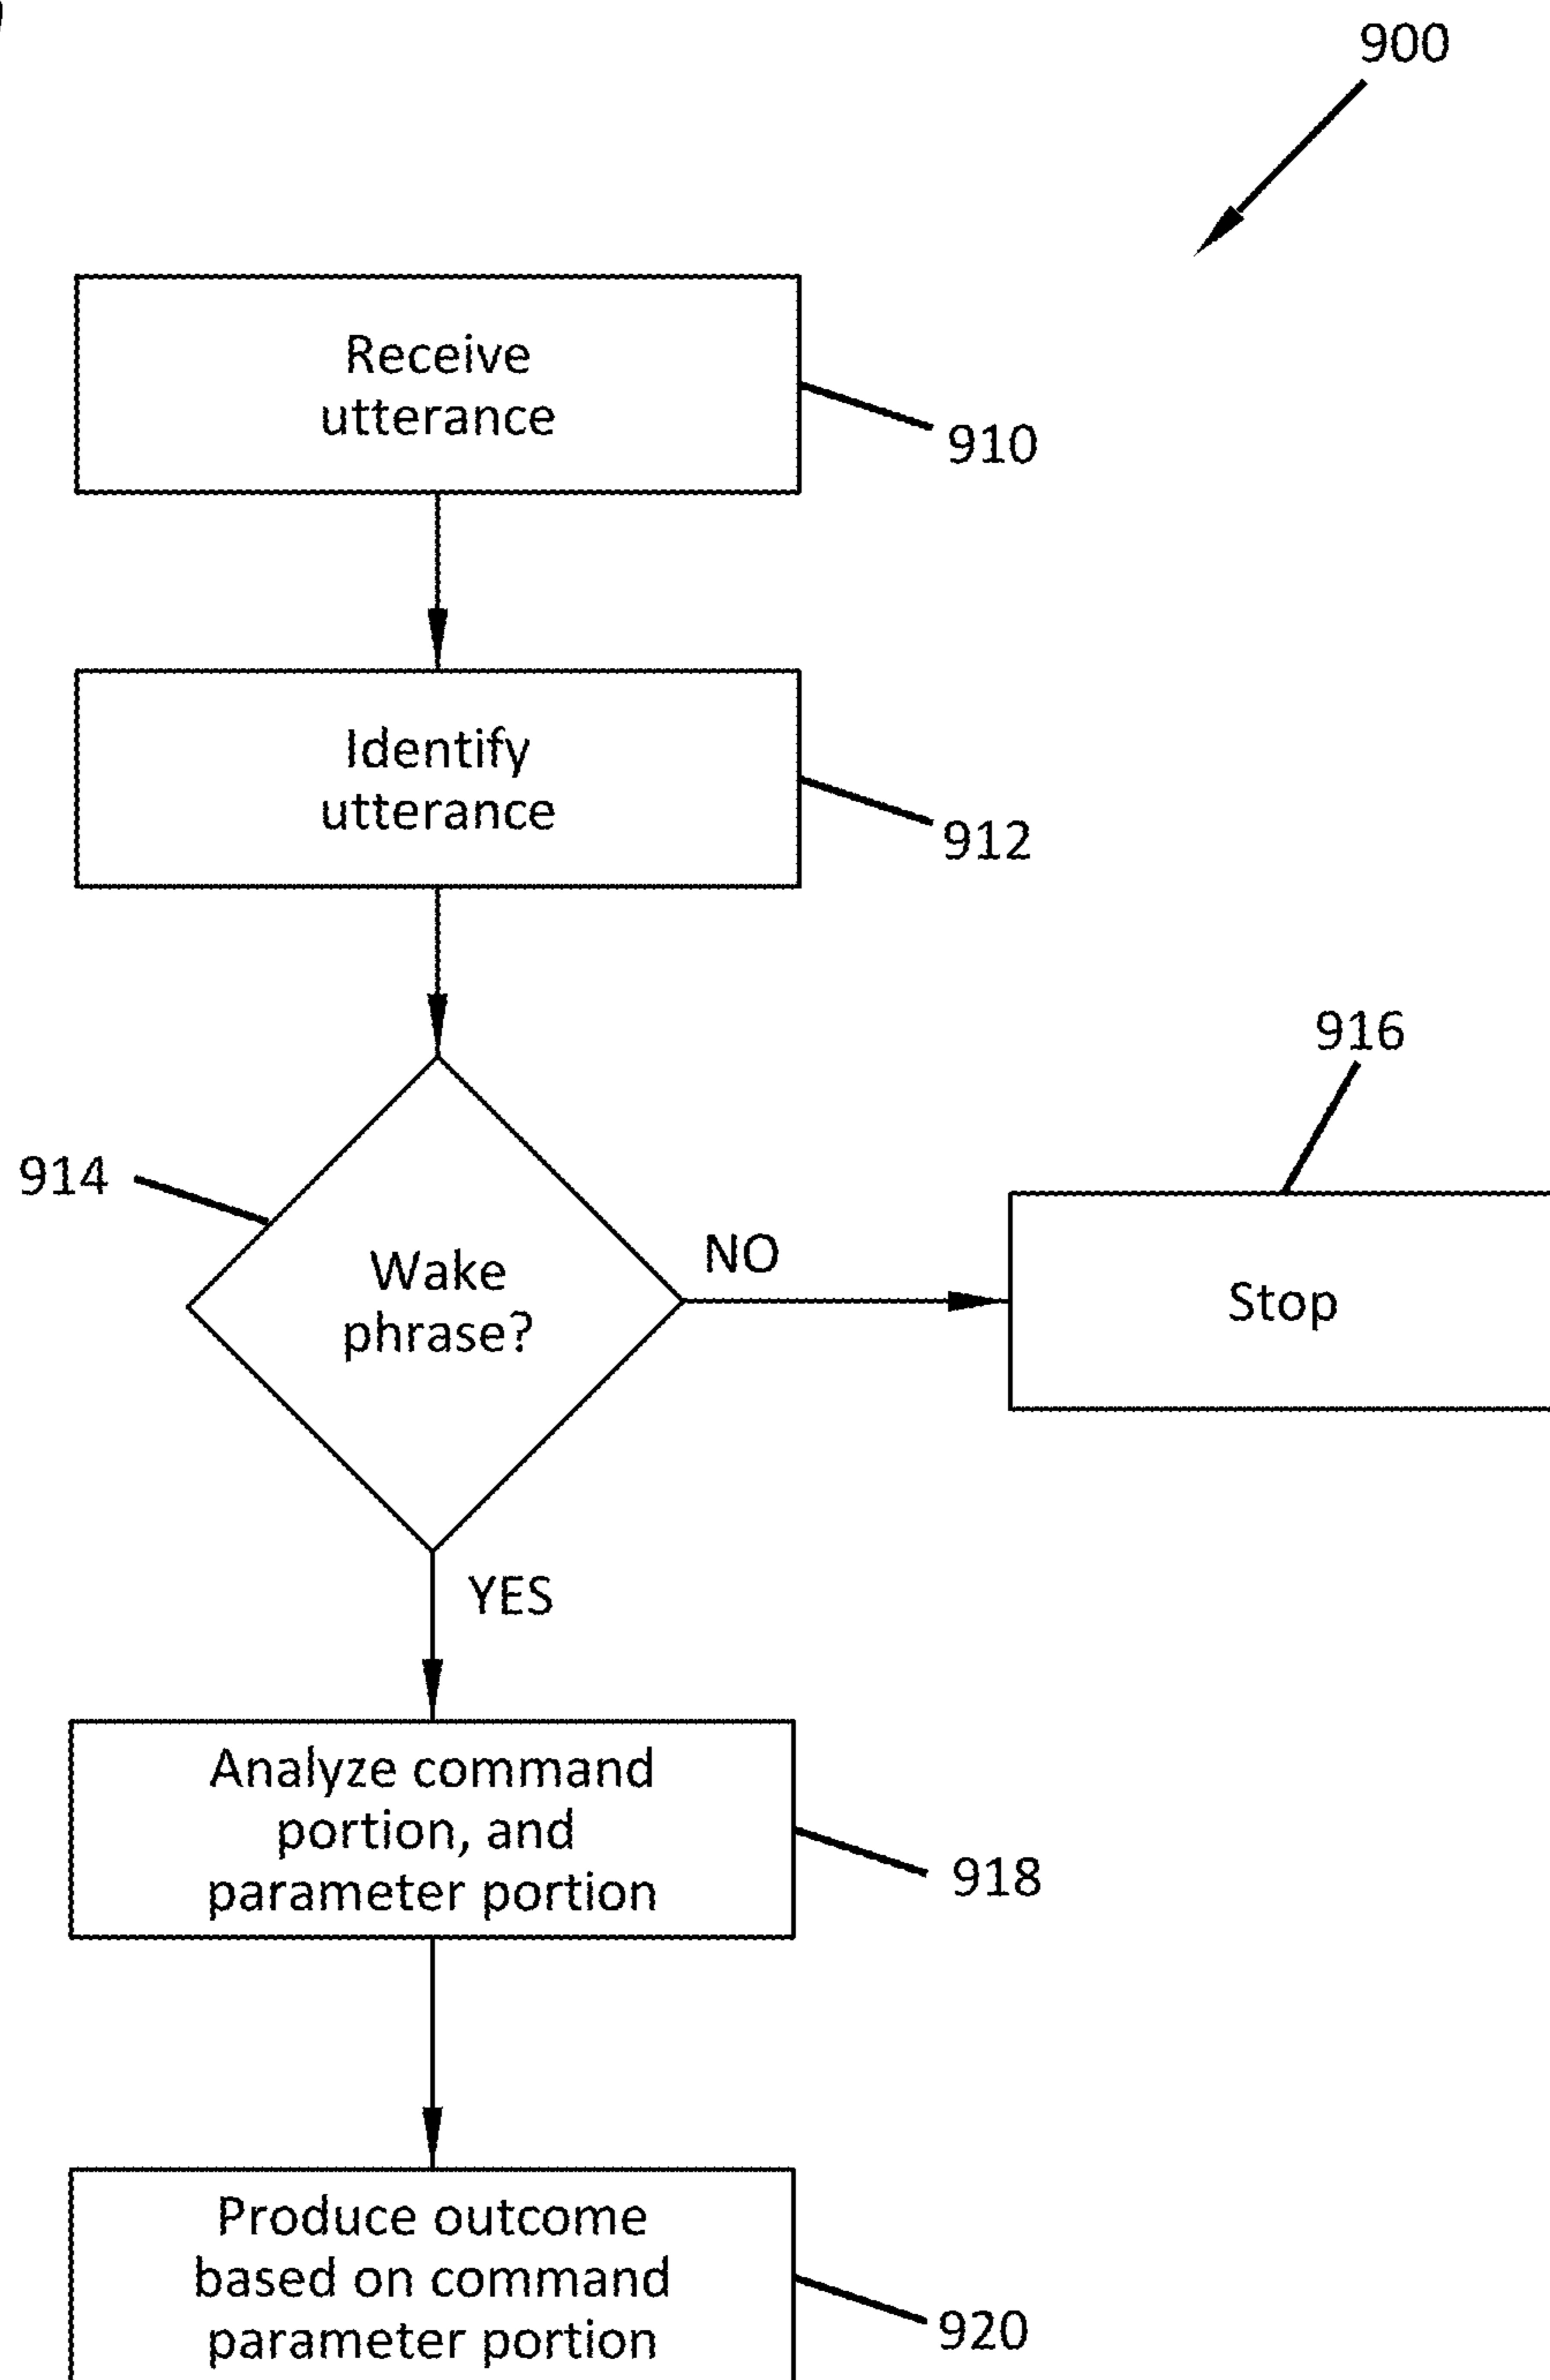 900
Receive
utterance
910
Identify
utterance
912
916
914
Wake
phrase?
NO
Stop
YES
Analyze command
portion, and
parameter portion
918
Produce outcome
based on command
parameter portion
920